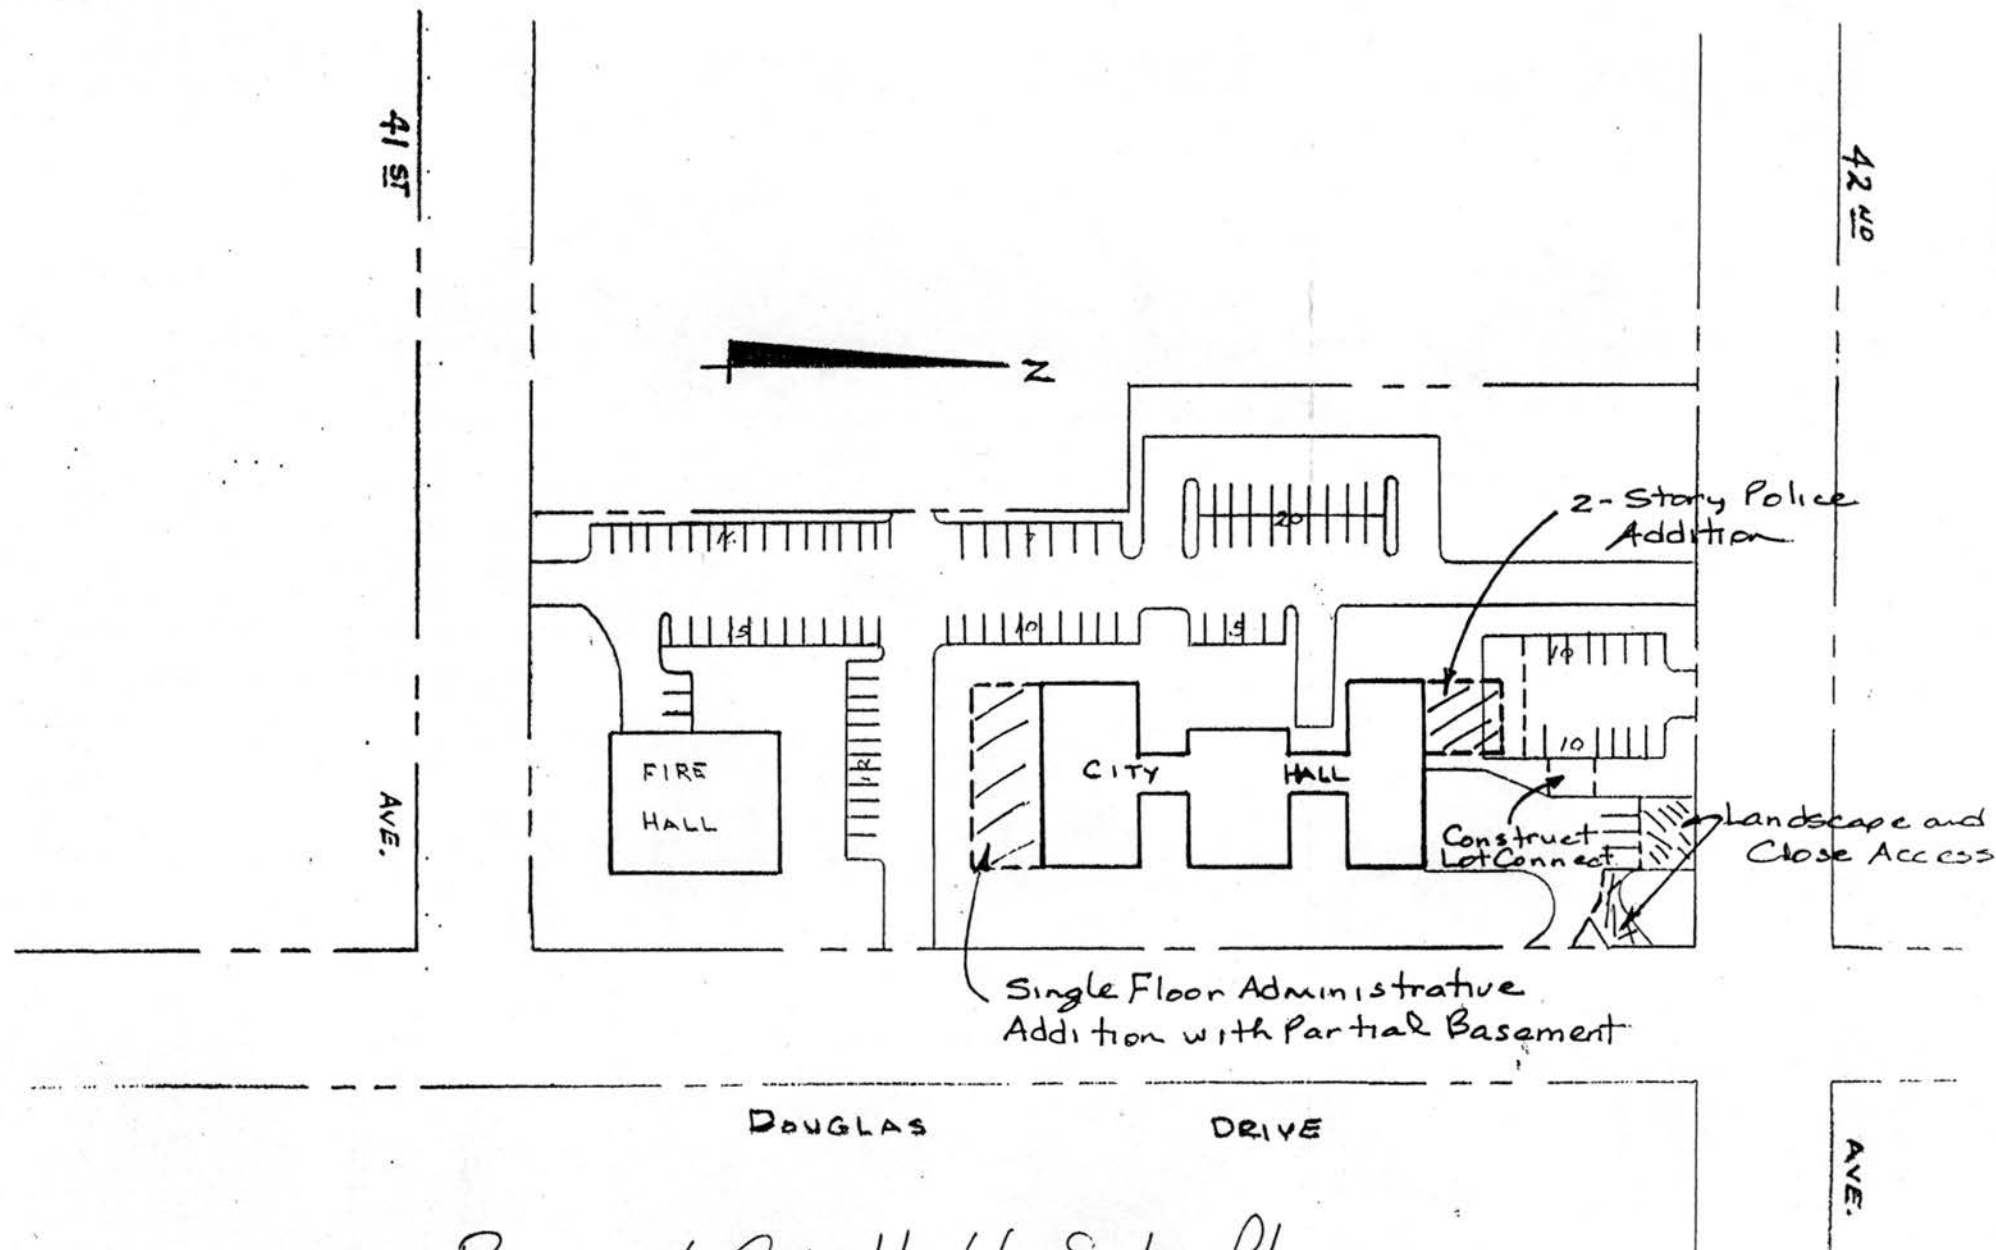 41 ST
AVE.
42 ND
AVE.
Z
2-Story Police
Addition
20
7
15
10
5
10
10
12
FIRE
HALL
CITY HALL
Construct
Lot Connect
Landscape and
Close Access
Single Floor Administrative
Addition with Partial Basement
DOUGLAS DRIVE